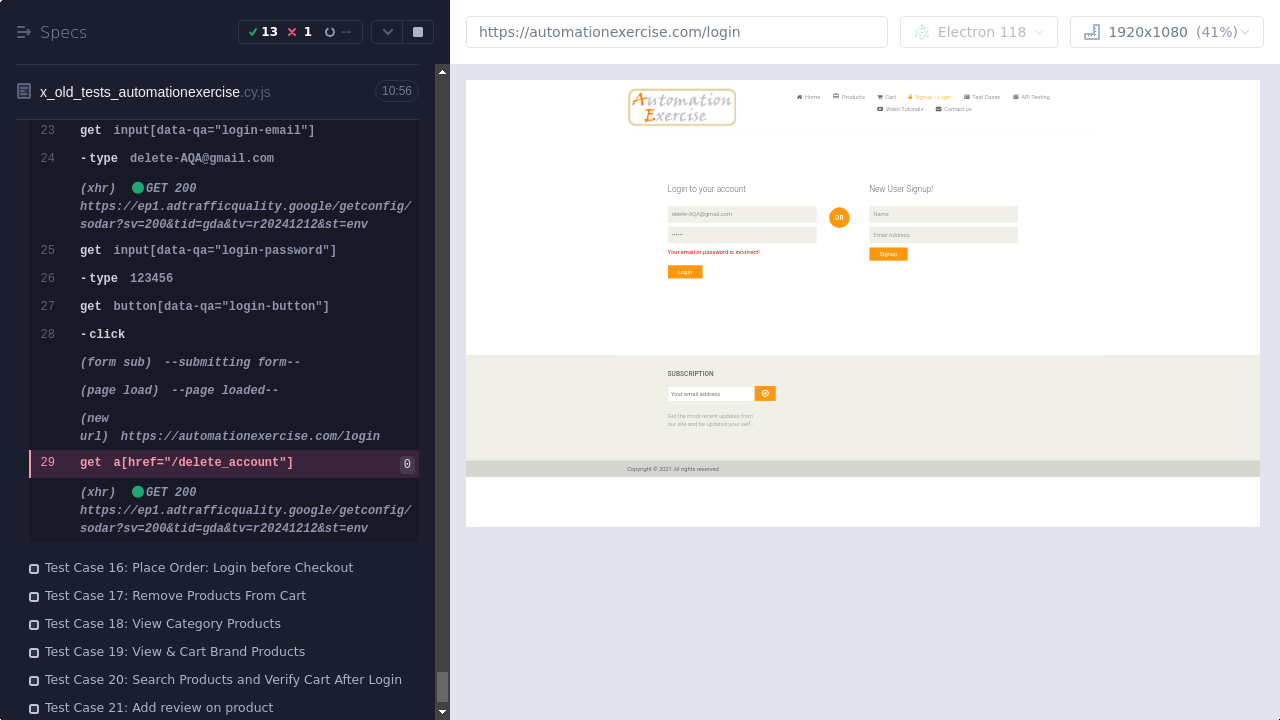 Specs
13 1 --
x_old_tests_automationexercise.cy.js 10:56
23 get input[data-qa="login-email"]
24 -type delete-AQA@gmail.com
(xhr) GET 200
https://ep1.adtrafficquality.google/getconfig/
sodar?sv=200&tid=gda&tv=r20241212&st=env
25 get input[data-qa="login-password"]
26 -type 123456
27 get button[data-qa="login-button"]
28 -click
(form sub) --submitting form--
(page load) --page loaded--
(new
url) https://automationexercise.com/login
29 get a[href="/delete_account"] 0
(xhr) GET 200
https://ep1.adtrafficquality.google/getconfig/
sodar?sv=200&tid=gda&tv=r20241212&st=env
Test Case 16: Place Order: Login before Checkout
Test Case 17: Remove Products From Cart
Test Case 18: View Category Products
Test Case 19: View & Cart Brand Products
Test Case 20: Search Products and Verify Cart After Login
Test Case 21: Add review on product
https://automationexercise.com/login
Electron 118
1920x1080 (41%)
Automation
Exercise
Home Products Cart Signup / Login Test Cases API Testing
Video Tutorials Contact us
Login to your account
delete-AQA@gmail.com
••••••
Your email or password is incorrect!
Login
OR
New User Signup!
Name
Email Address
Signup
SUBSCRIPTION
Your email address
Get the most recent updates from
our site and be updated your self...
Copyright © 2021 All rights reserved